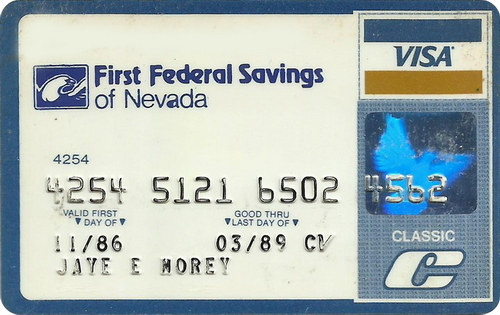 First Federal Savings
of Nevada
VISA
4254
4254 5121 6502 4562
VALID FIRST DAY OF
GOOD THRU LAST DAY OF
11/86 03/89 CV
CLASSIC
JAYE E MOREY